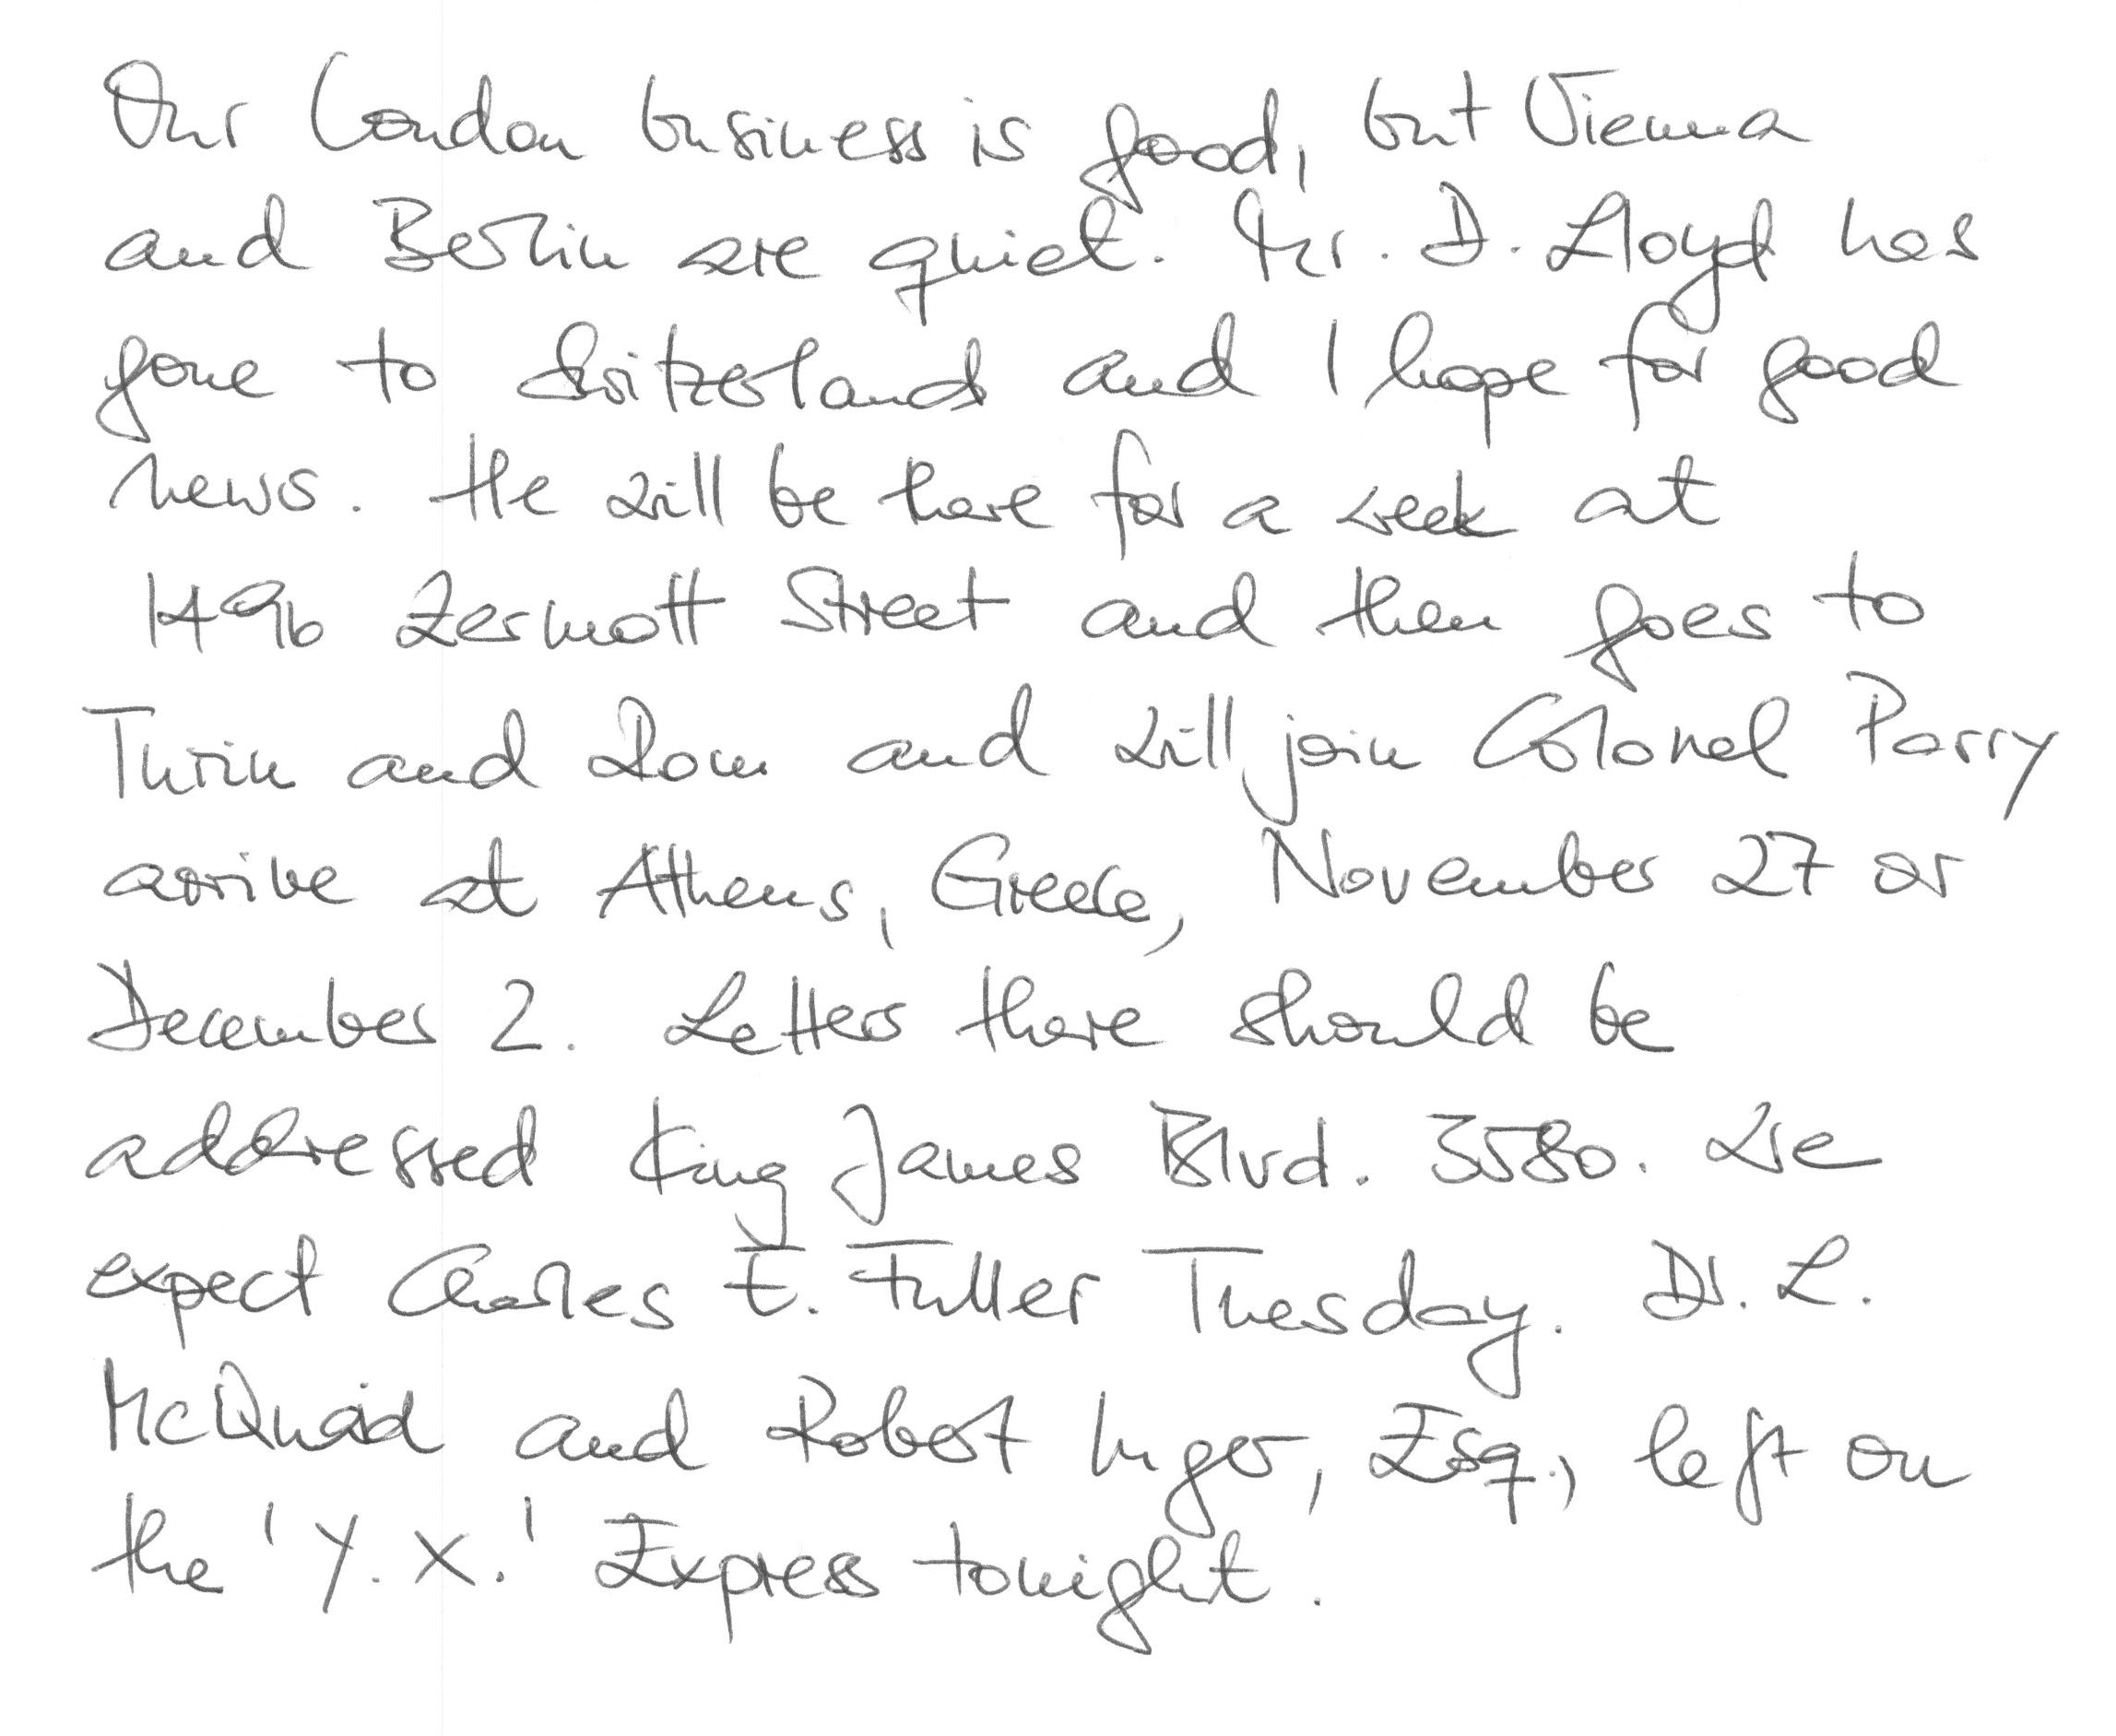 Our London business is good, but Vienna
and Berlin are quiet. Mr. D. Lloyd has
gone to Switzerland and I hope for good
news. He will be there for a week at
1496 Zermott Street and then goes to
Turin and Rom and will join Colonel Parry
arrive at Athens, Greece, November 27 or
December 2. Letters there should be
addressed King James Blvd. 3580. We
expect Charles E. Fuller Tuesday. Dr. L.
McQuaid and Robert Unger, Esq., left on
the 'Y. X.' Express tonight.